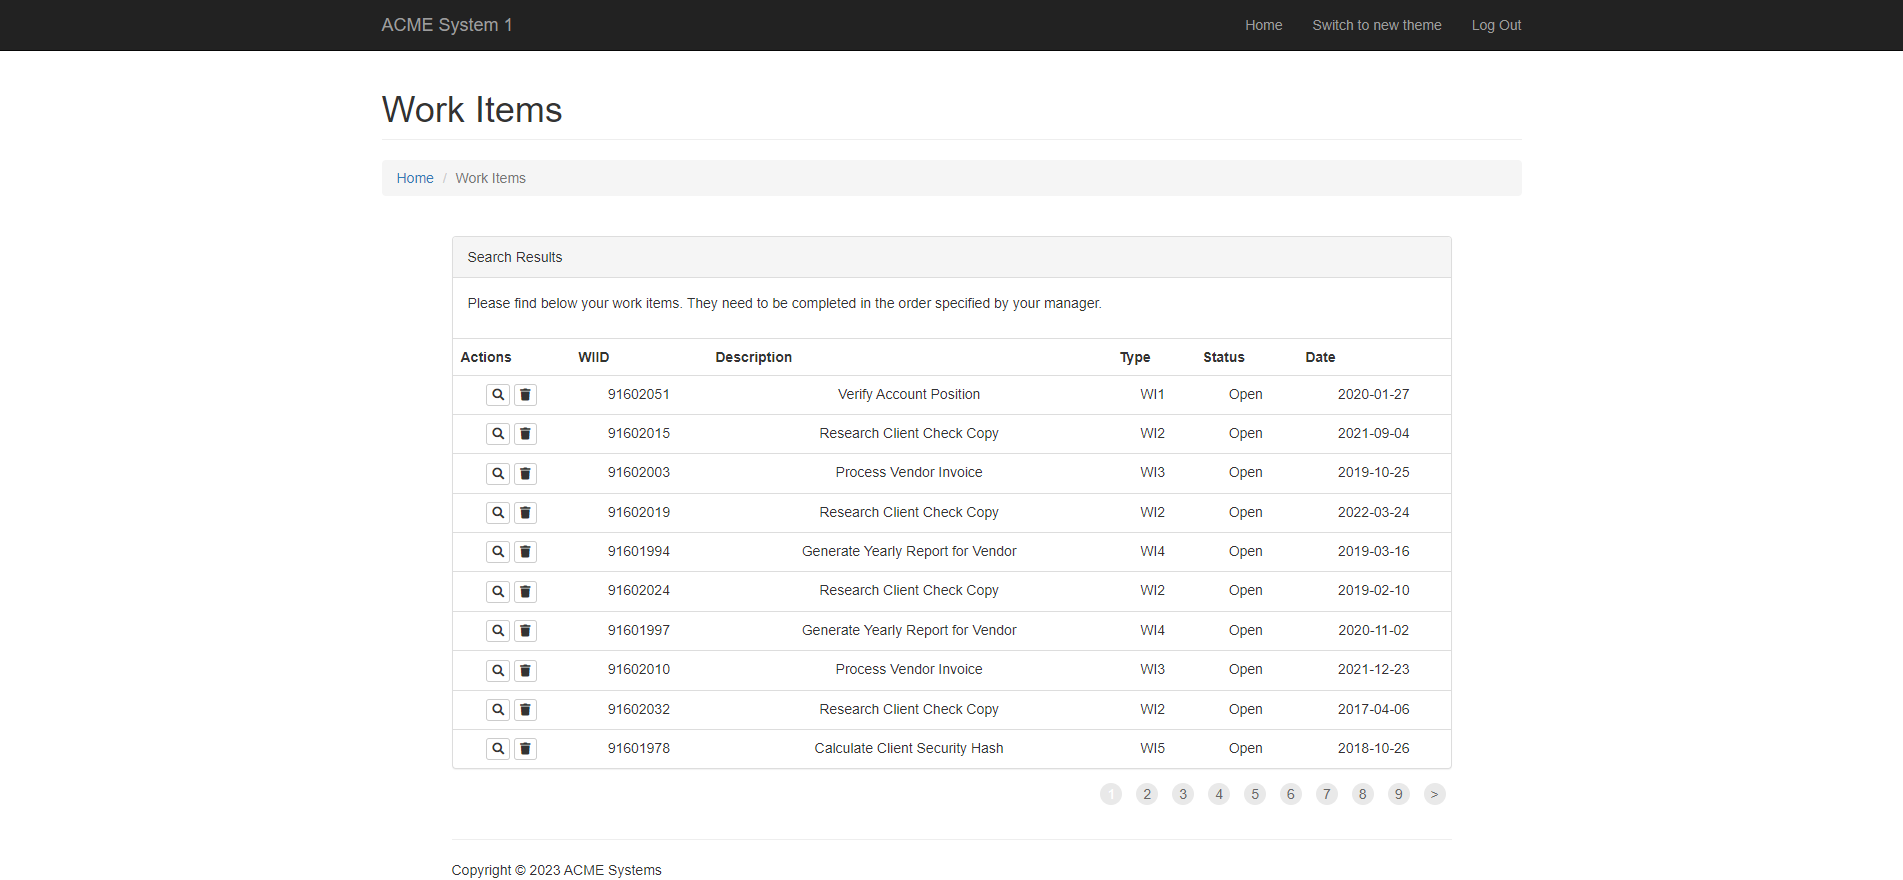 ACME System 1 Home Switch to new theme Log Out
Work Items
Home / Work Items
Search Results
Please find below your work items. They need to be completed in the order specified by your manager.
Actions WIID Description Type Status Date
91602051 Verify Account Position WI1 Open 2020-01-27
91602015 Research Client Check Copy WI2 Open 2021-09-04
91602003 Process Vendor Invoice WI3 Open 2019-10-25
91602019 Research Client Check Copy WI2 Open 2022-03-24
91601994 Generate Yearly Report for Vendor WI4 Open 2019-03-16
91602024 Research Client Check Copy WI2 Open 2019-02-10
91601997 Generate Yearly Report for Vendor WI4 Open 2020-11-02
91602010 Process Vendor Invoice WI3 Open 2021-12-23
91602032 Research Client Check Copy WI2 Open 2017-04-06
91601978 Calculate Client Security Hash WI5 Open 2018-10-26
1 2 3 4 5 6 7 8 9 >
Copyright © 2023 ACME Systems